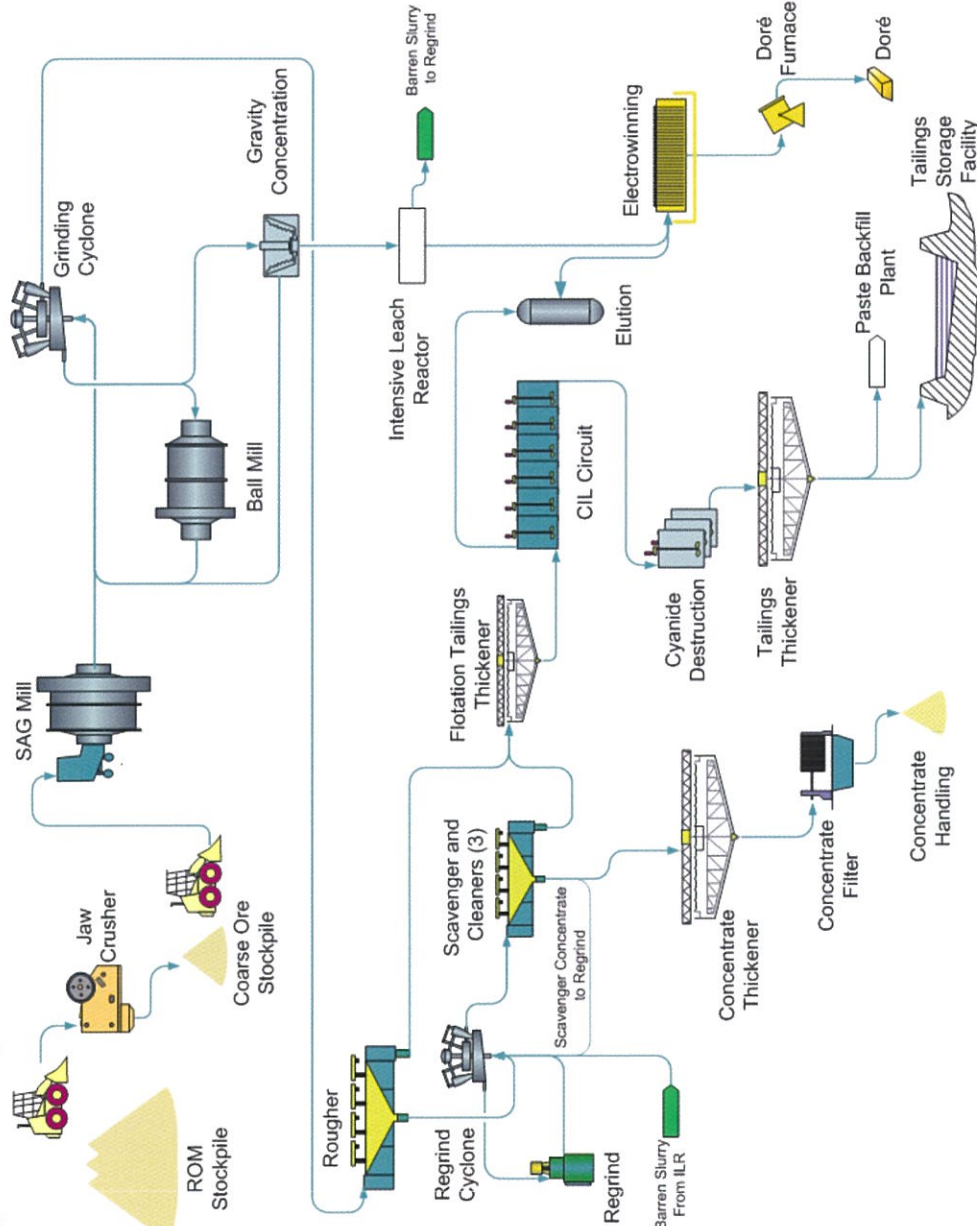 ROM
Stockpile
Jaw
Crusher
Coarse Ore
Stockpile
SAG Mill
Ball Mill
Grinding
Cyclone
Gravity
Concentration
Barren Slurry
to Regrind
Intensive Leach
Reactor
Rougher
Regrind
Cyclone
Regrind
Barren Slurry
From ILR
Scavenger and
Cleaners (3)
Scavenger Concentrate
to Regrind
Flotation Tailings
Thickener
CIL Circuit
Elution
Electrowinning
Doré
Furnace
Doré
Concentrate
Thickener
Concentrate
Filter
Concentrate
Handling
Cyanide
Destruction
Tailings
Thickener
Paste Backfill
Plant
Tailings
Storage
Facility